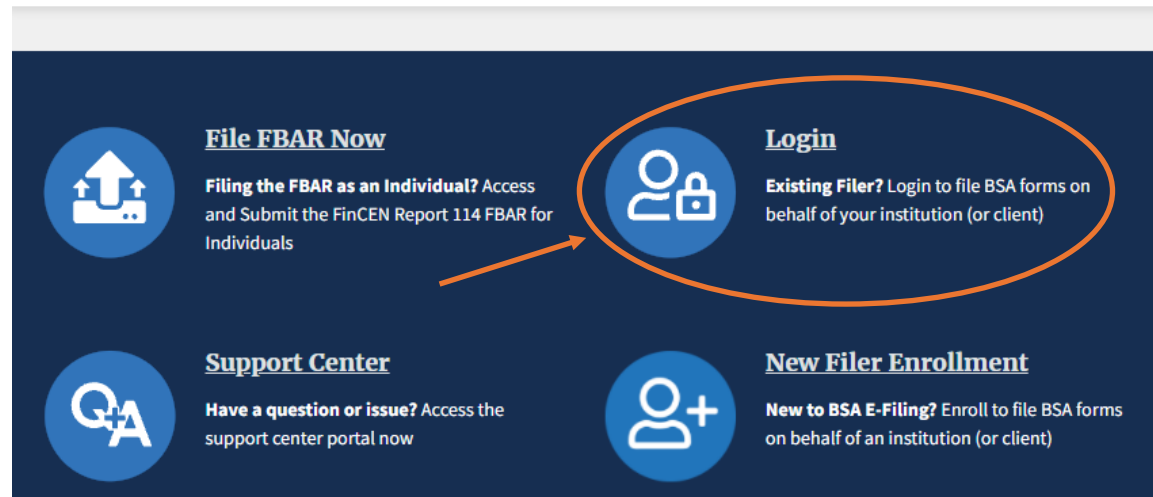 File FBAR Now
Filing the FBAR as an Individual? Access
and Submit the FinCEN Report 114 FBAR for
Individuals
Login
Existing Filer? Login to file BSA forms on
behalf of your institution (or client)
Q+A
Support Center
Have a question or issue? Access the
support center portal now
New Filer Enrollment
New to BSA E-Filing? Enroll to file BSA forms
on behalf of an institution (or client)